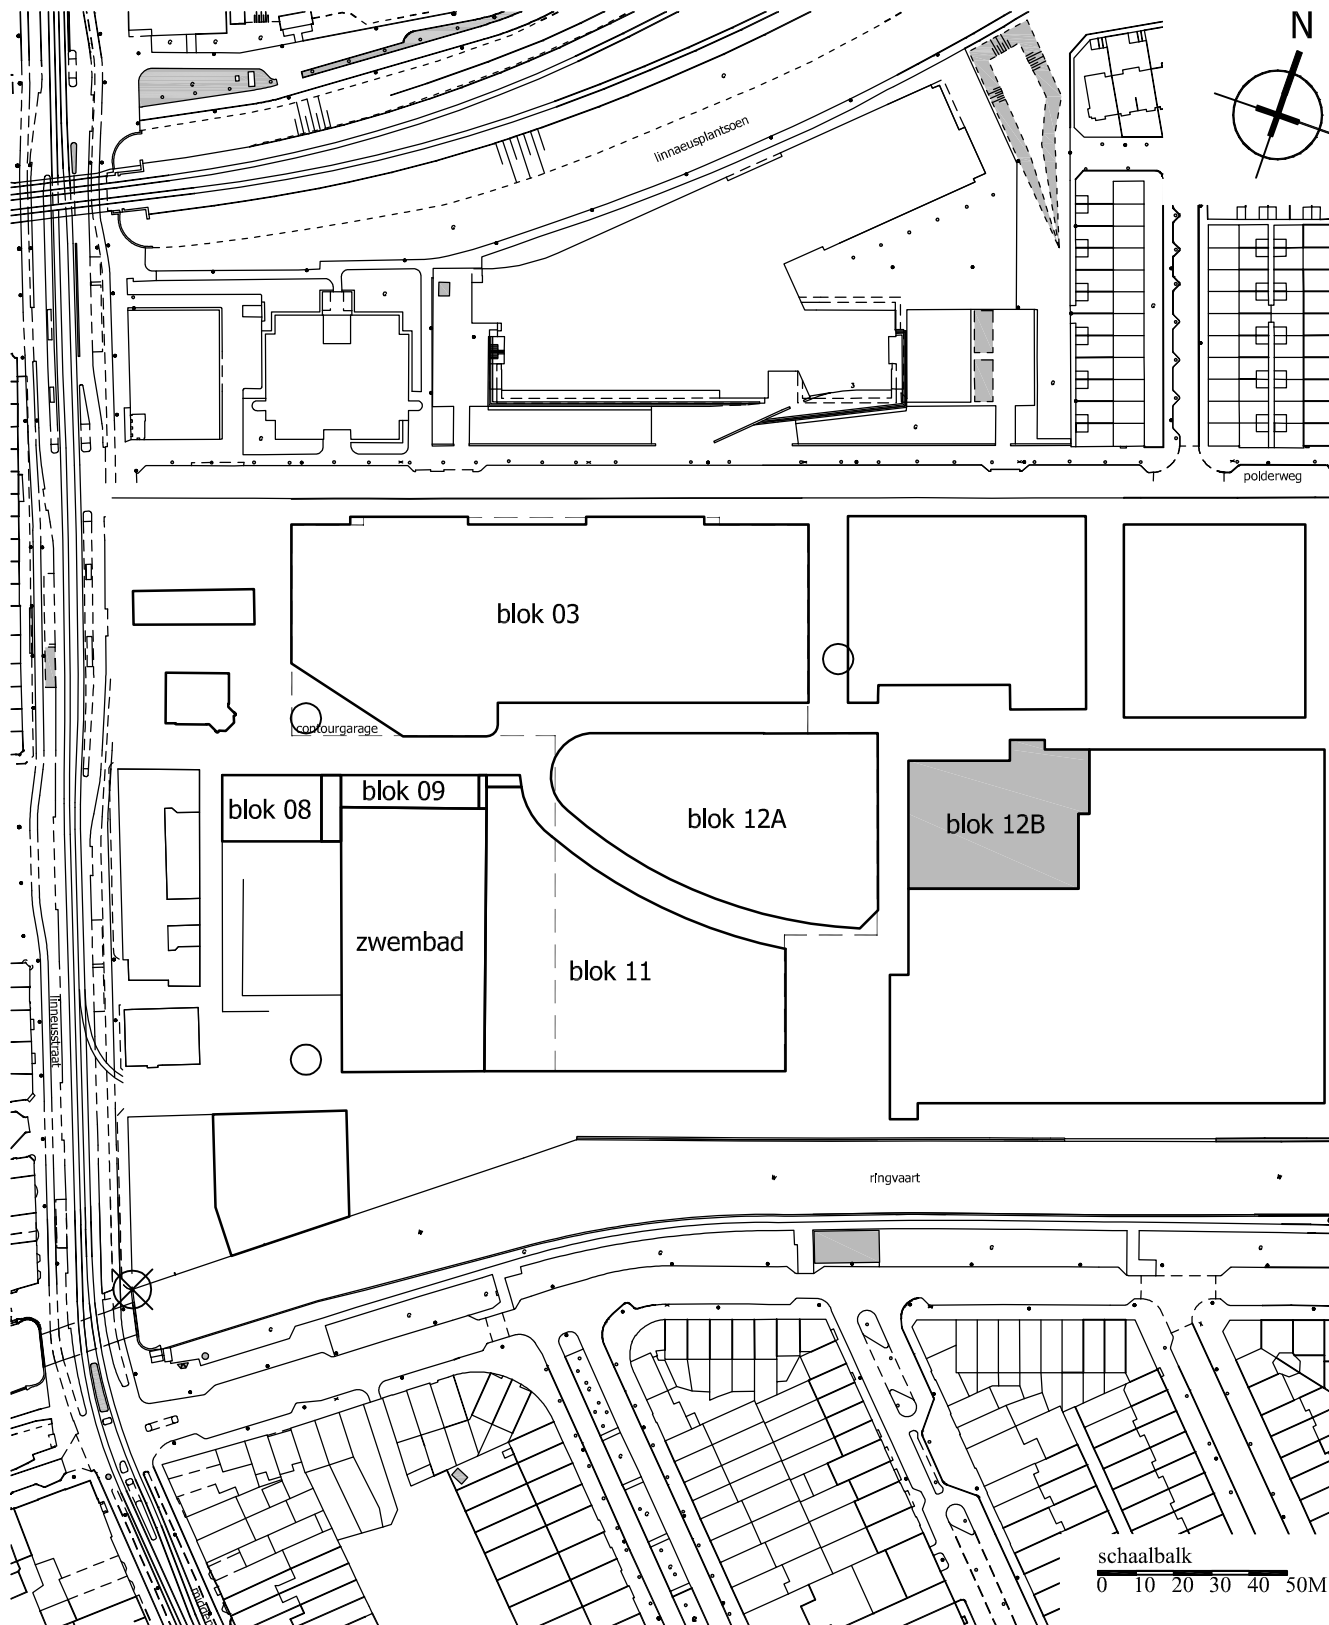 N
linnaeusplantsoen
3
polderweg
blok 03
contourgarage
blok 08
blok 09
blok 12A
blok 12B
zwembad
blok 11
linneusstraat
ringvaart
schaalbalk
0 10 20 30 40 50M